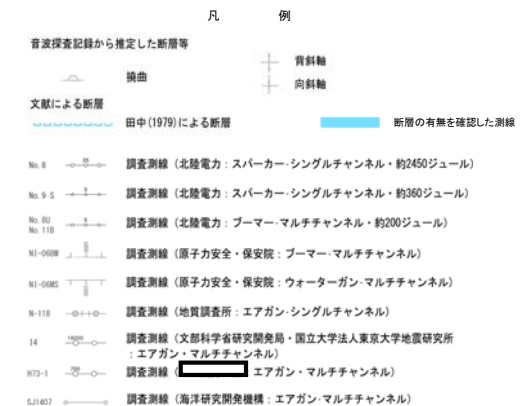 凡 例
音波探査記録から推定した断層等
撓曲
背斜軸
向斜軸
文献による断層
田中(1979)による断層
断層の有無を確認した測線
No. 8 調査測線（北陸電力：スパーカー・シングルチャンネル・約2450ジュール）
No. 9-S 調査測線（北陸電力：スパーカー・シングルチャンネル・約360ジュール）
No. 8U
No. 11B 調査測線（北陸電力：ブーマー・マルチチャンネル・約200ジュール）
NI-06BM 調査測線（原子力安全・保安院：ブーマー・マルチチャンネル）
NI-06WS 調査測線（原子力安全・保安院：ウォーターガン・マルチチャンネル）
N-118 調査測線（地質調査所：エアガン・シングルチャンネル）
I4 調査測線（文部科学省研究開発局・国立大学法人東京大学地震研究所
：エアガン・マルチチャンネル）
H73-1 調査測線（ エアガン・マルチチャンネル）
SJ1407 調査測線（海洋研究開発機構：エアガン・マルチチャンネル）